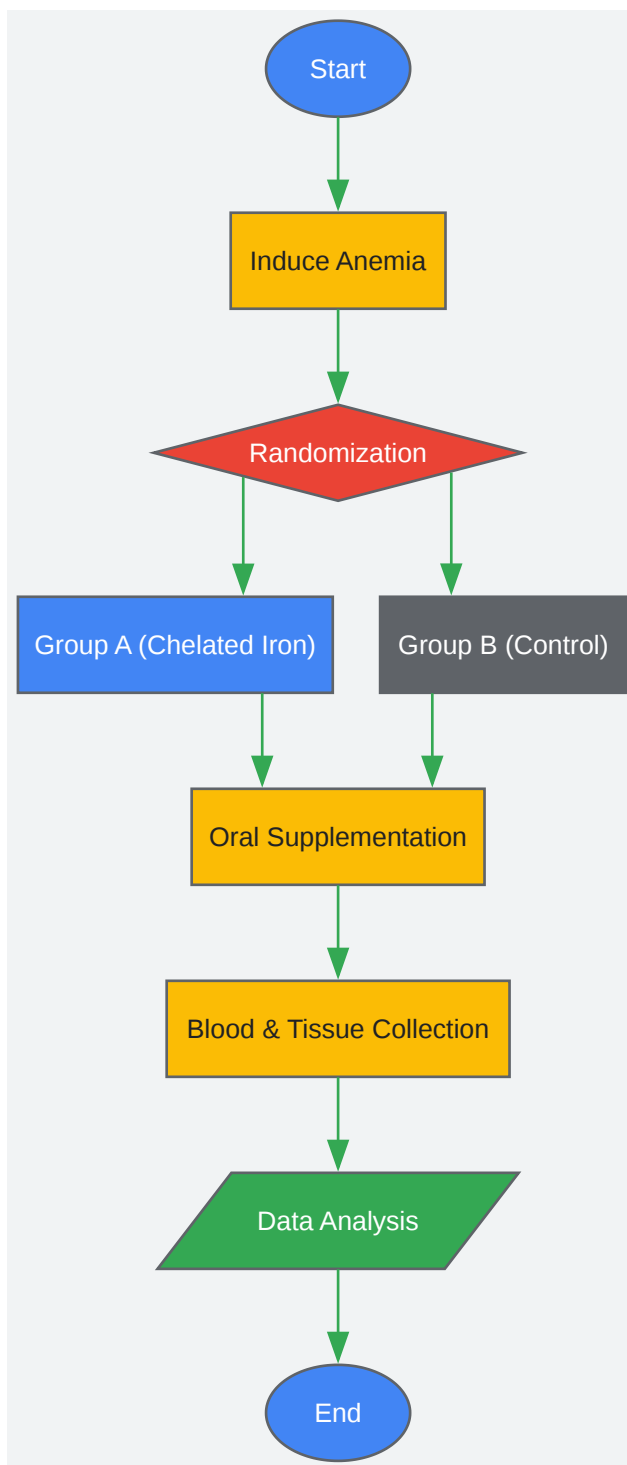 Start
Induce Anemia
Randomization
Group A (Chelated Iron)
Group B (Control)
Oral Supplementation
Blood & Tissue Collection
Data Analysis
End